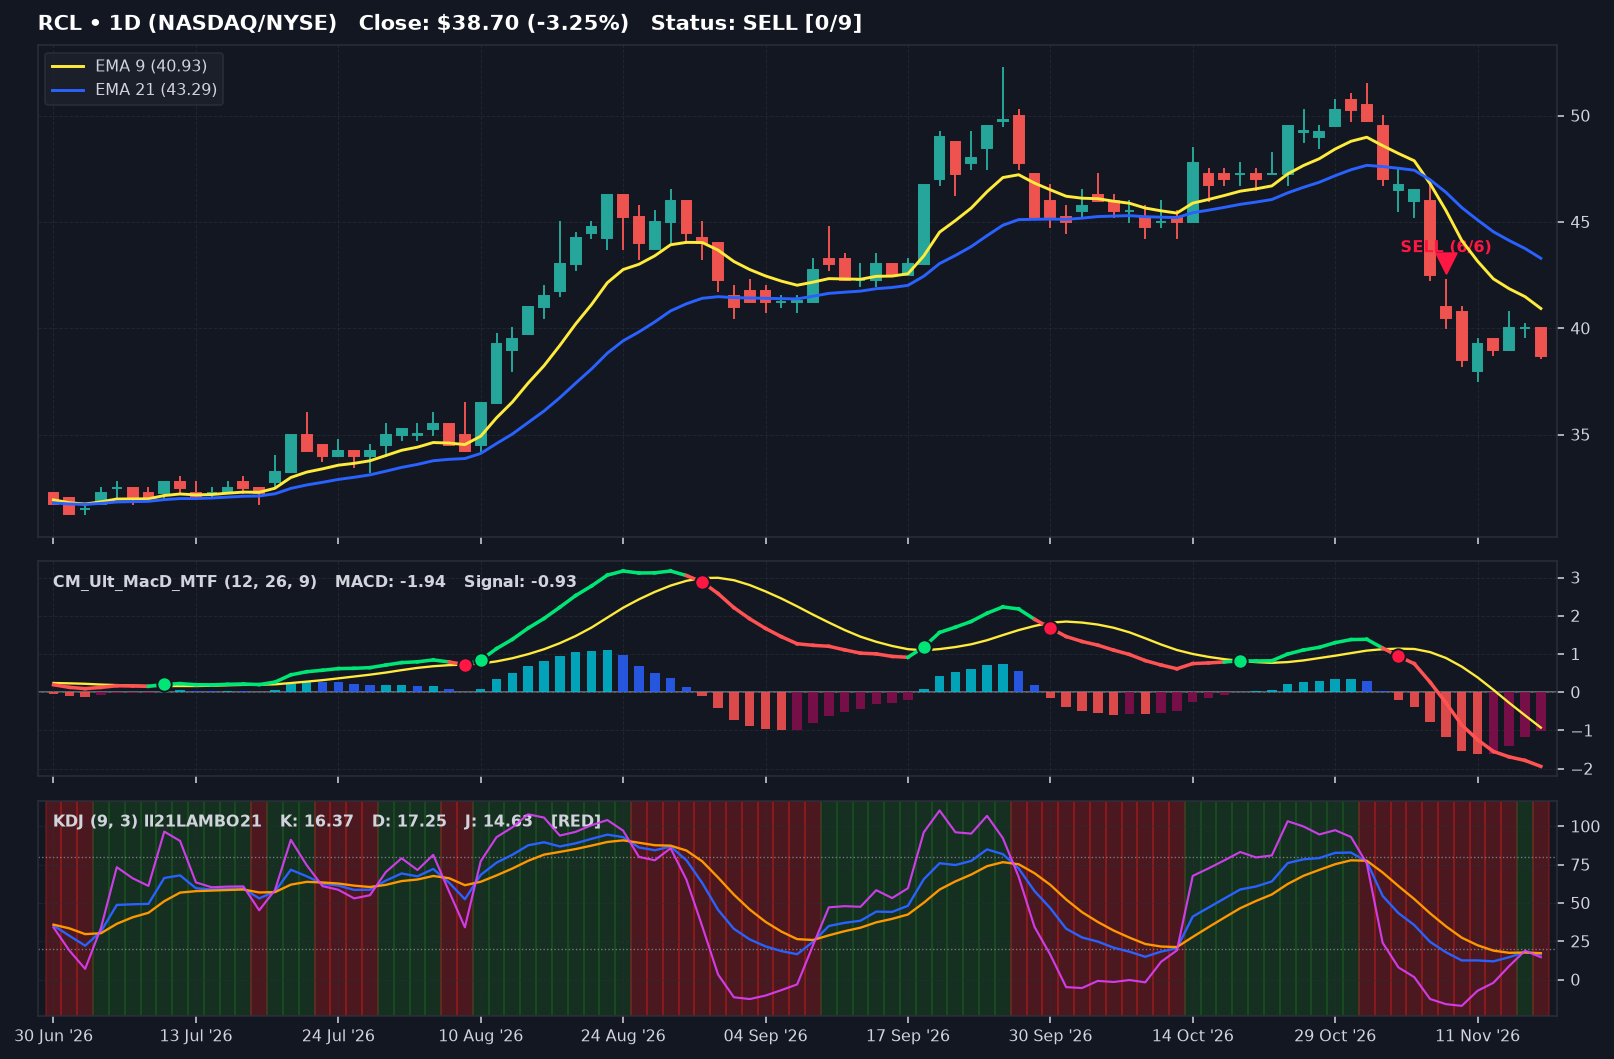 RCL • 1D (NASDAQ/NYSE)   Close: $38.70 (-3.25%)   Status: SELL [0/9]
EMA 9 (40.93)
EMA 21 (43.29)
50
45
SELL (6/6)
40
35
CM_Ult_MacD_MTF (12, 26, 9)   MACD: -1.94   Signal: -0.93
3
2
1
0
−1
−2
KDJ (9, 3) II21LAMBO21   K: 16.37   D: 17.25   J: 14.63   [RED]
100
75
50
25
0
30 Jun '26   13 Jul '26   24 Jul '26   10 Aug '26   24 Aug '26   04 Sep '26   17 Sep '26   30 Sep '26   14 Oct '26   29 Oct '26   11 Nov '26